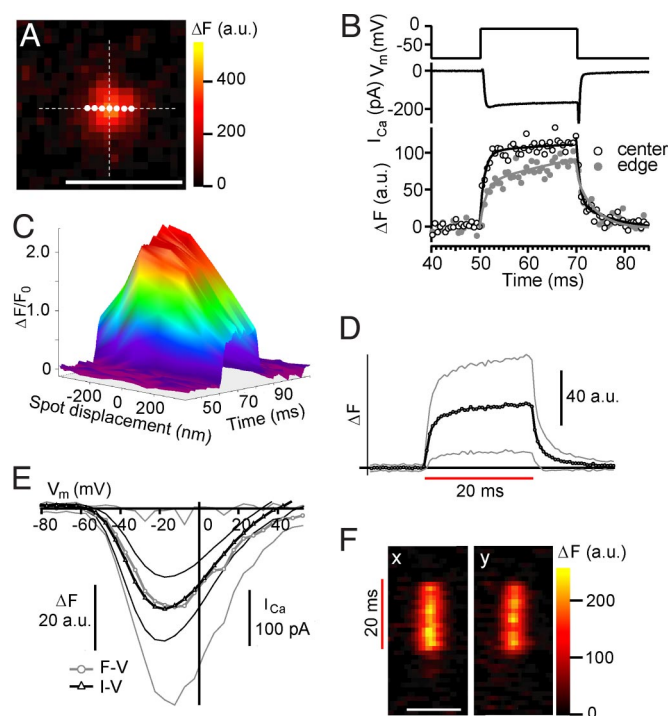 A
ΔF (a.u.)
400
200
0
B
0
-50
V_m (mV)
0
-200
I_Ca (pA)
100
50
0
ΔF (a.u.)
center
edge
40 50 60 70 80
Time (ms)
C
2.0
1.0
0
ΔF/F₀
-200
0
200
Spot displacement (nm)
50
70
90
Time (ms)
D
ΔF
40 a.u.
20 ms
E
V_m (mV)
-80 -60 -40 -20 0 20 40
ΔF
20 a.u.
I_Ca
100 pA
F-V
I-V
F
x
y
20 ms
ΔF (a.u.)
200
100
0